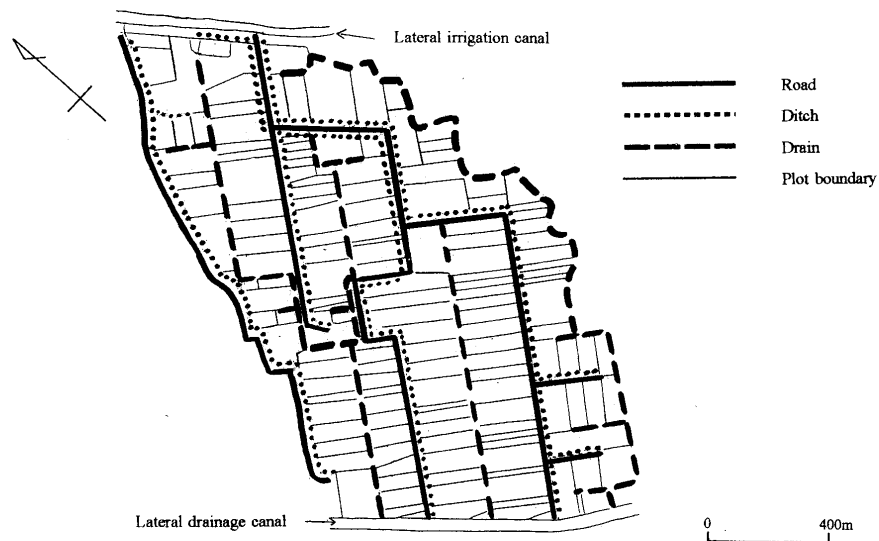 Lateral irrigation canal
Road
Ditch
Drain
Plot boundary
Lateral drainage canal
0 400m